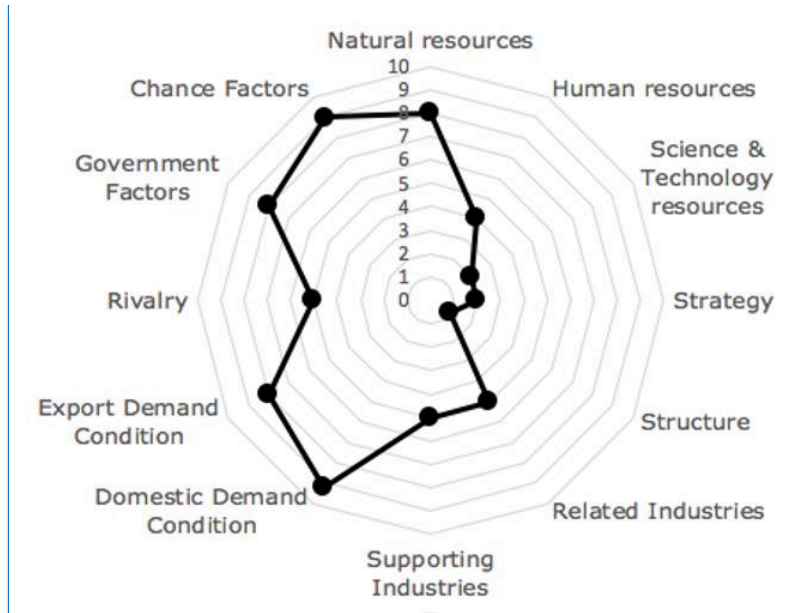 Natural resources
Human resources
Science &
Technology
resources
Strategy
Structure
Related Industries
Supporting
Industries
Domestic Demand
Condition
Export Demand
Condition
Rivalry
Government
Factors
Chance Factors
10
9
8
7
6
5
4
3
2
1
0